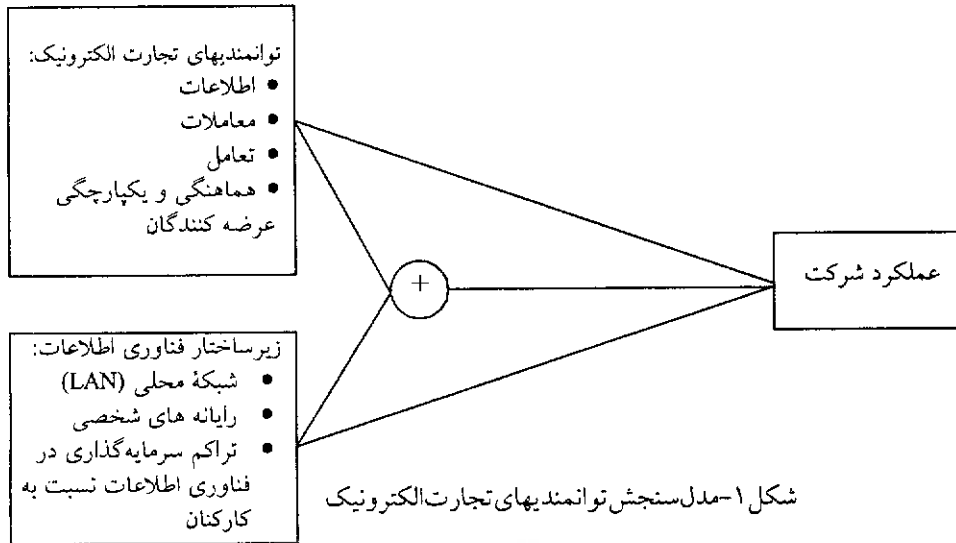 توانمندیهای تجارت الکترونیک:
• اطلاعات
• معاملات
• تعامل
• هماهنگی و یکپارچگی
عرضه کنندگان
+
عملکرد شرکت
زیرساختار فناوری اطلاعات:
• شبکهٔ محلی (LAN)
• رایانه های شخصی
• تراکم سرمایه‌گذاری در
فناوری اطلاعات نسبت به
کارکنان
شکل ۱-مدل سنجش توانمندیهای تجارت الکترونیک